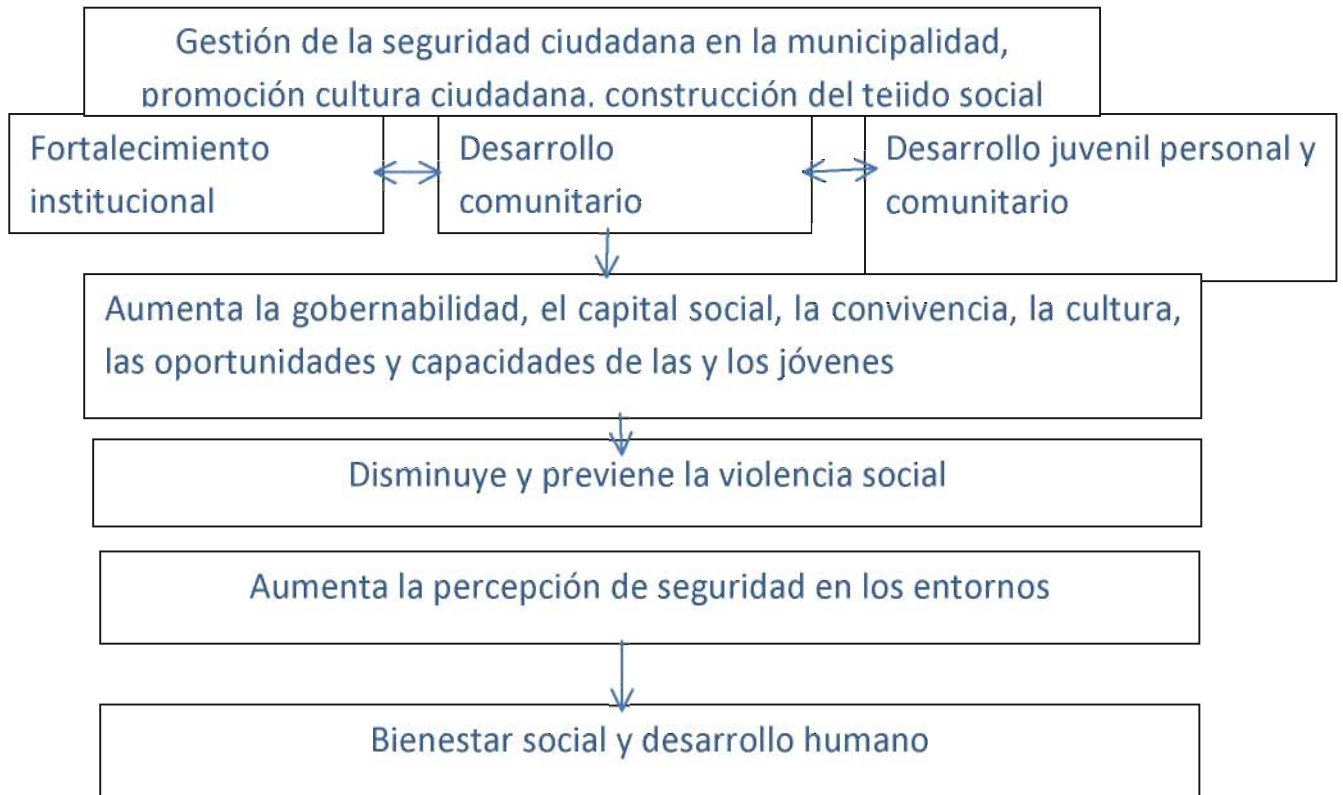 Gestión de la seguridad ciudadana en la municipalidad,
promoción cultura ciudadana, construcción del tejido social
Fortalecimiento
institucional
Desarrollo
comunitario
Desarrollo juvenil personal y
comunitario
Aumenta la gobernabilidad, el capital social, la convivencia, la cultura,
las oportunidades y capacidades de las y los jóvenes
Disminuye y previene la violencia social
Aumenta la percepción de seguridad en los entornos
Bienestar social y desarrollo humano